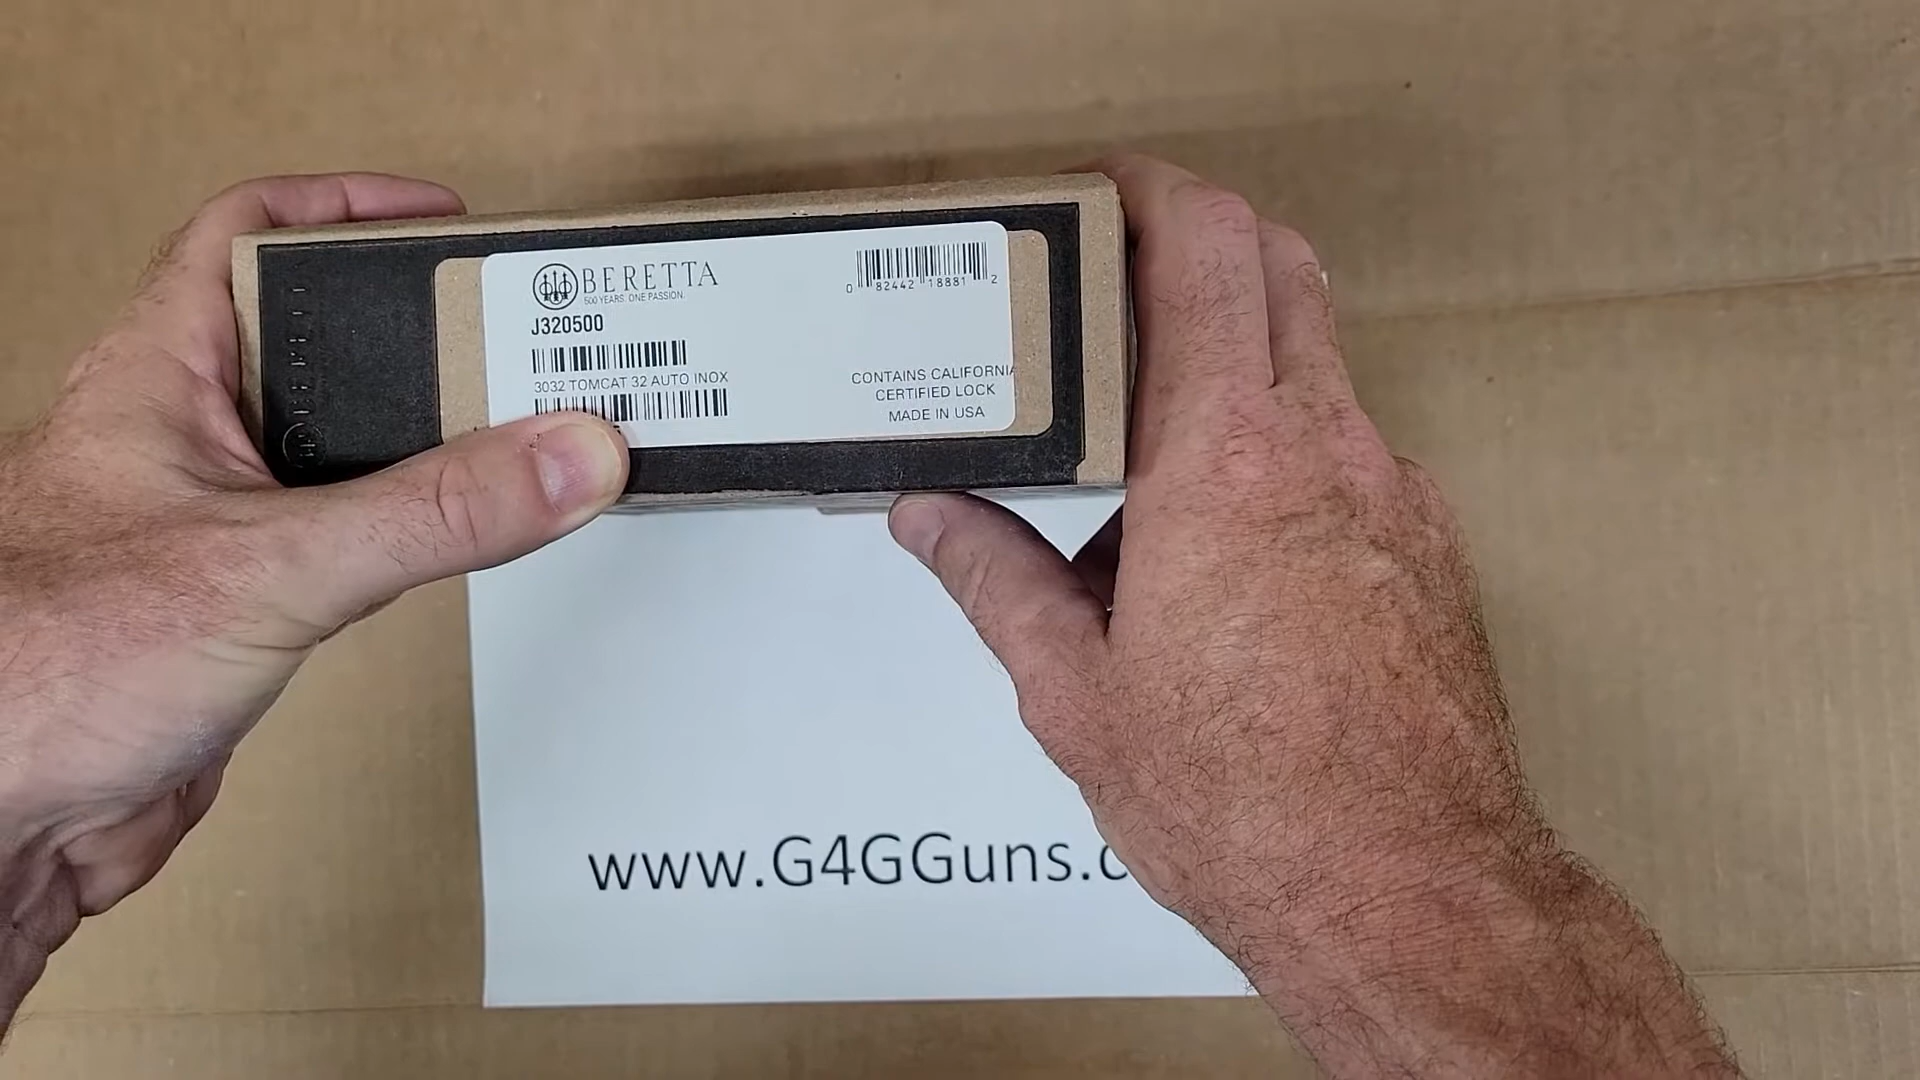 BERETTA
500 YEARS. ONE PASSION.
J320500
3032 TOMCAT 32 AUTO INOX
0 82442 18881 2
CONTAINS CALIFORNIA
CERTIFIED LOCK
MADE IN USA
BERETTA
www.G4GGuns.c